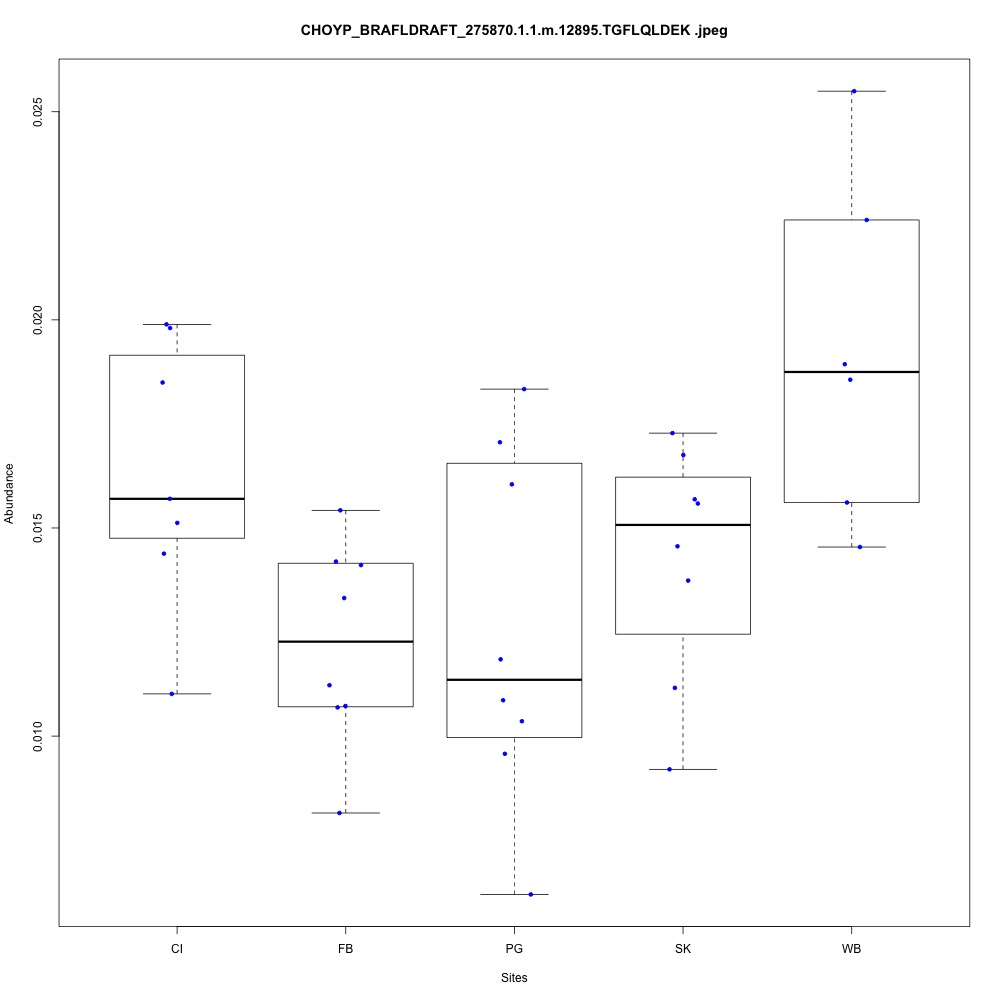 CHOYP_BRAFLDRAFT_275870.1.1.m.12895.TGFLQLDEK .jpeg
0.025
0.020
0.015
0.010
Abundance
CI FB PG SK WB
Sites